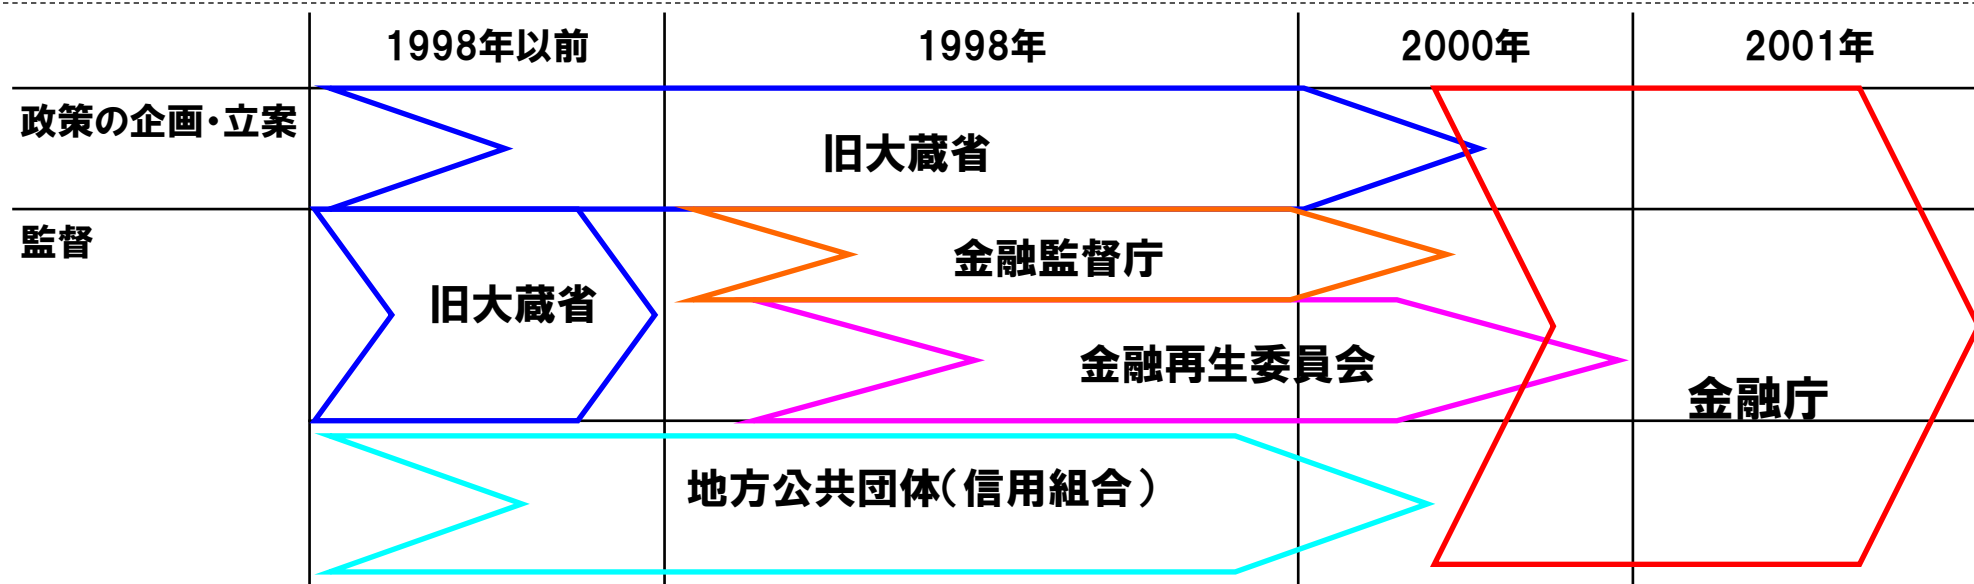 1998年以前 1998年 2000年 2001年
政策の企画・立案
旧大蔵省
監督
金融監督庁
旧大蔵省
金融再生委員会
金融庁
地方公共団体(信用組合)